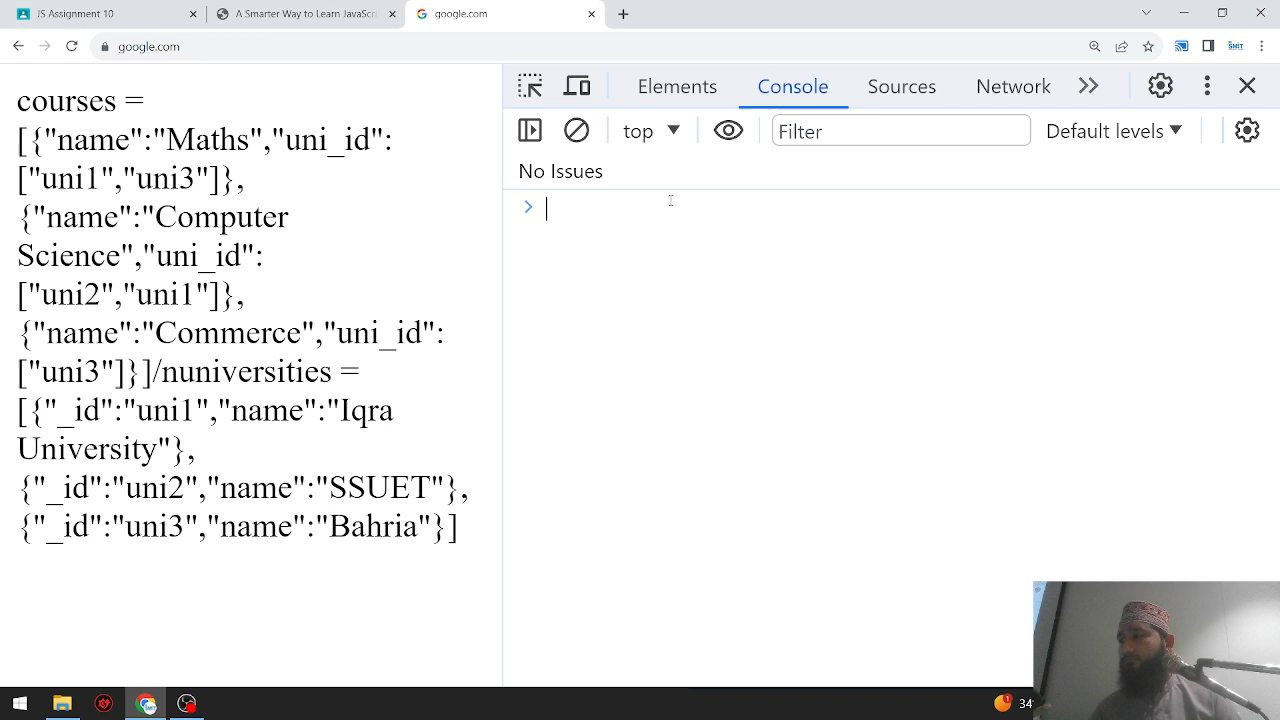 JS Assignment 10
A Smarter Way to Learn JavaScri
google.com
google.com
courses =
[{"name":"Maths","uni_id":
["uni1","uni3"]},
{"name":"Computer
Science","uni_id":
["uni2","uni1"]},
{"name":"Commerce","uni_id":
["uni3"]}]/nuniversities =
[{"_id":"uni1","name":"Iqra
University"},
{"_id":"uni2","name":"SSUET"},
{"_id":"uni3","name":"Bahria"}]
Elements
Console
Sources
Network
top
Filter
Default levels
No Issues
34°